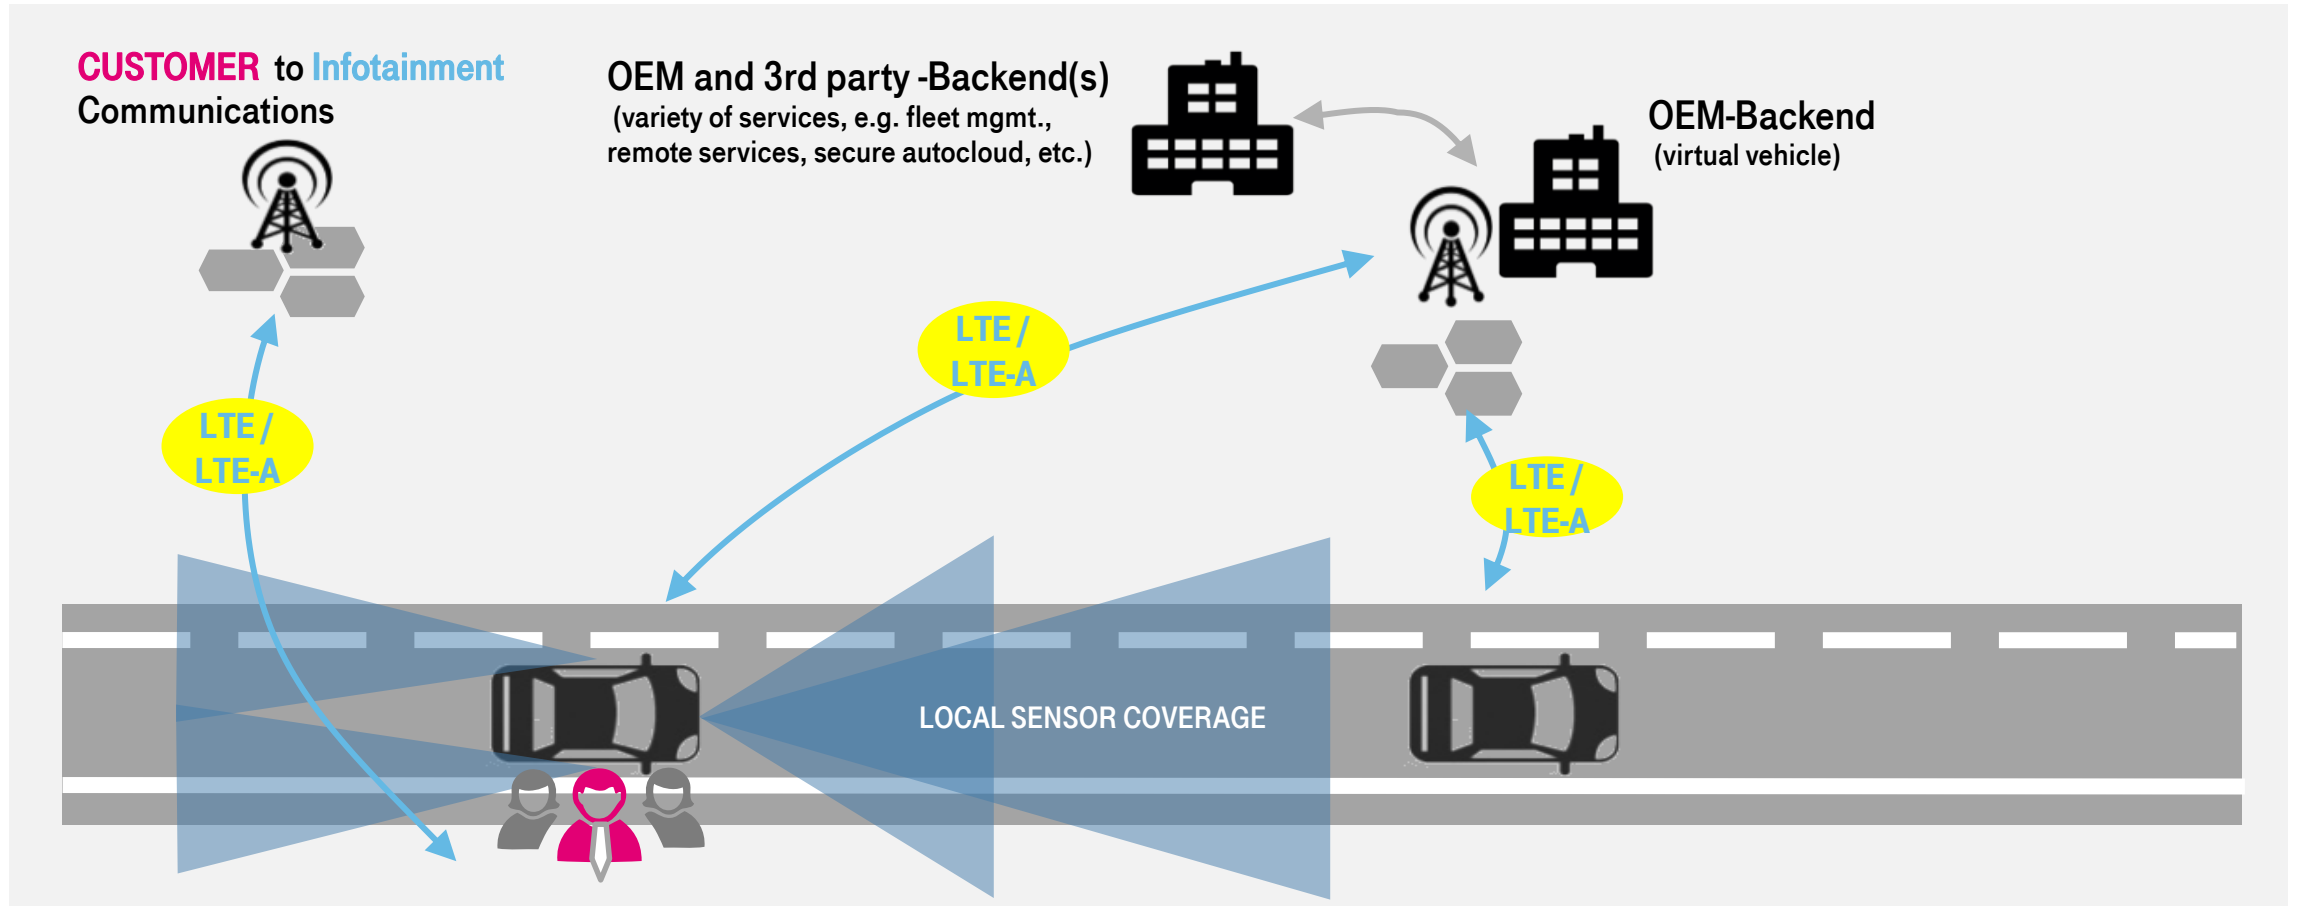 CUSTOMER to Infotainment
Communications
OEM and 3rd party -Backend(s)
(variety of services, e.g. fleet mgmt.,
remote services, secure autocloud, etc.)
OEM-Backend
(virtual vehicle)
LTE /
LTE-A
LTE /
LTE-A
LTE /
LTE-A
LOCAL SENSOR COVERAGE